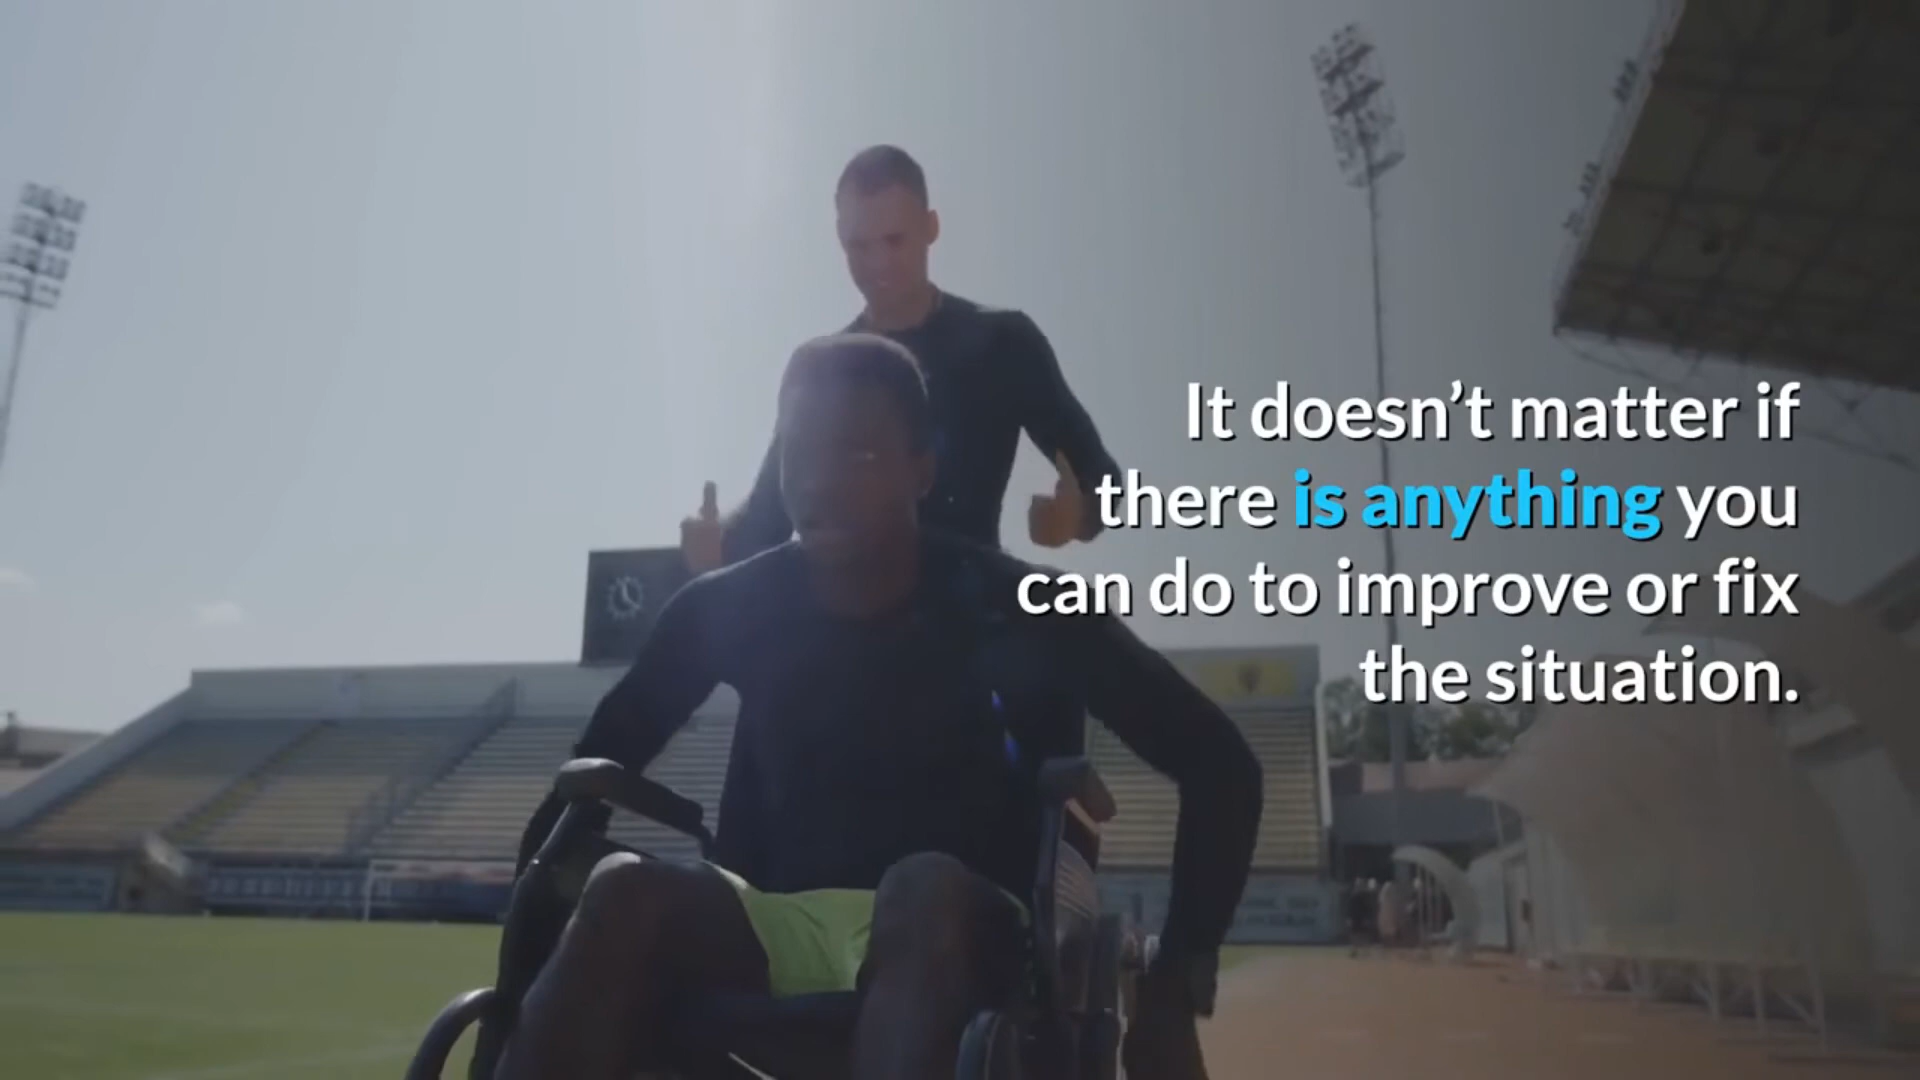 It doesn’t matter if
there is anything you
can do to improve or fix
the situation.